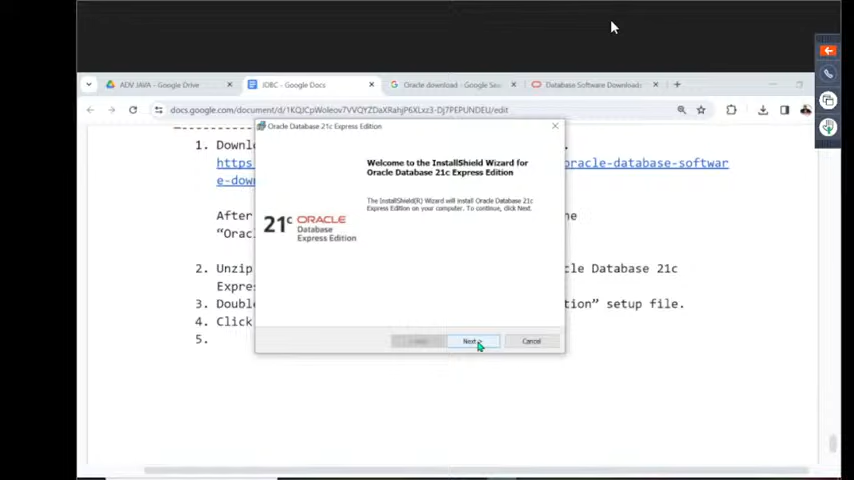 ADV JAVA - Google Drive
JDBC - Google Docs
Oracle download - Google Sea
Database Software Downloads
docs.google.com/document/d/1KQJCpWoleov7VVQYZDaXRahjP6XLxz3-Dj7PEPUNDEU/edit
1. Downl
https
oracle-database-softwar
e-dow
After
ne
“Orac
2. Unzip
cle Database 21c
Expre
3. Doubl
tion” setup file.
4. Click
5.
Oracle Database 21c Express Edition
Welcome to the InstallShield Wizard for
Oracle Database 21c Express Edition
The InstallShield(R) Wizard will install Oracle Database 21c
Express Edition on your computer. To continue, click Next.
21c ORACLE
Database
Express Edition
Next >
Cancel